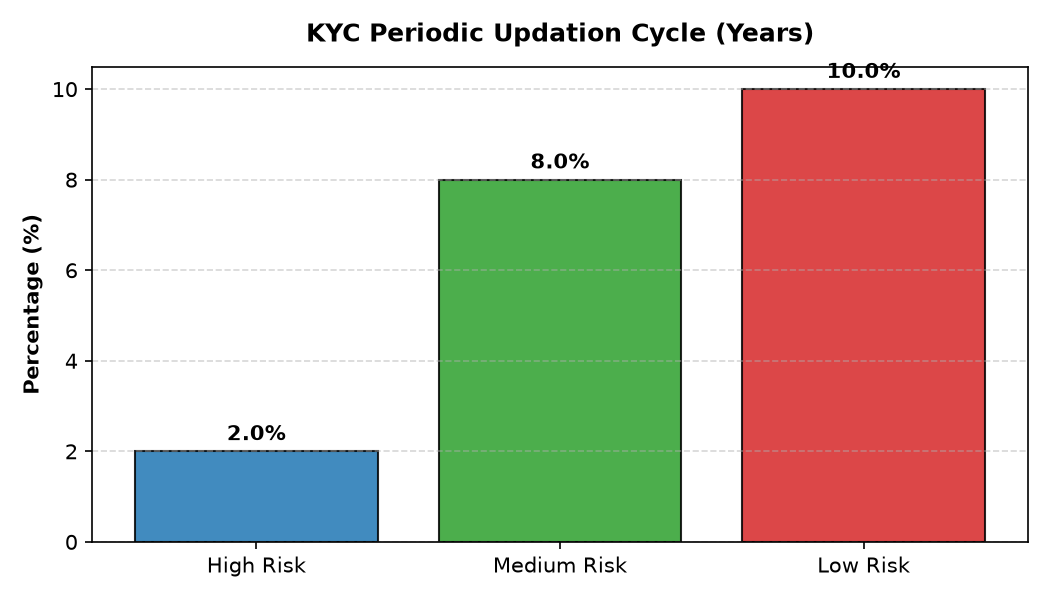 KYC Periodic Updation Cycle (Years)
10.0%
10
8.0%
8
6
Percentage (%)
4
2.0%
2
0
High Risk
Medium Risk
Low Risk